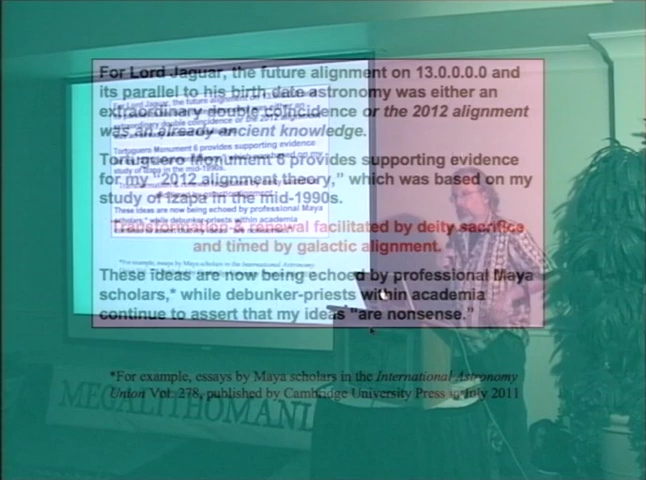 For Lord Jaguar, the future alignment on 13.0.0.0.0 and
its parallel to his birth date astronomy was either an
extraordinary double coincidence or the 2012 alignment
was an already ancient knowledge.
Tortuguero Monument 6 provides supporting evidence
for my "2012 alignment theory," which was based on my
study of Izapa in the mid-1990s.
Transformation & renewal facilitated by deity sacrifice
and timed by galactic alignment.
These ideas are now being echoed by professional Maya
scholars,* while debunker-priests within academia
continue to assert that my ideas "are nonsense."
*For example, essays by Maya scholars in the International Astronomy
Union Vol. 278, published by Cambridge University Press in July 2011
MEGALITHOMANI